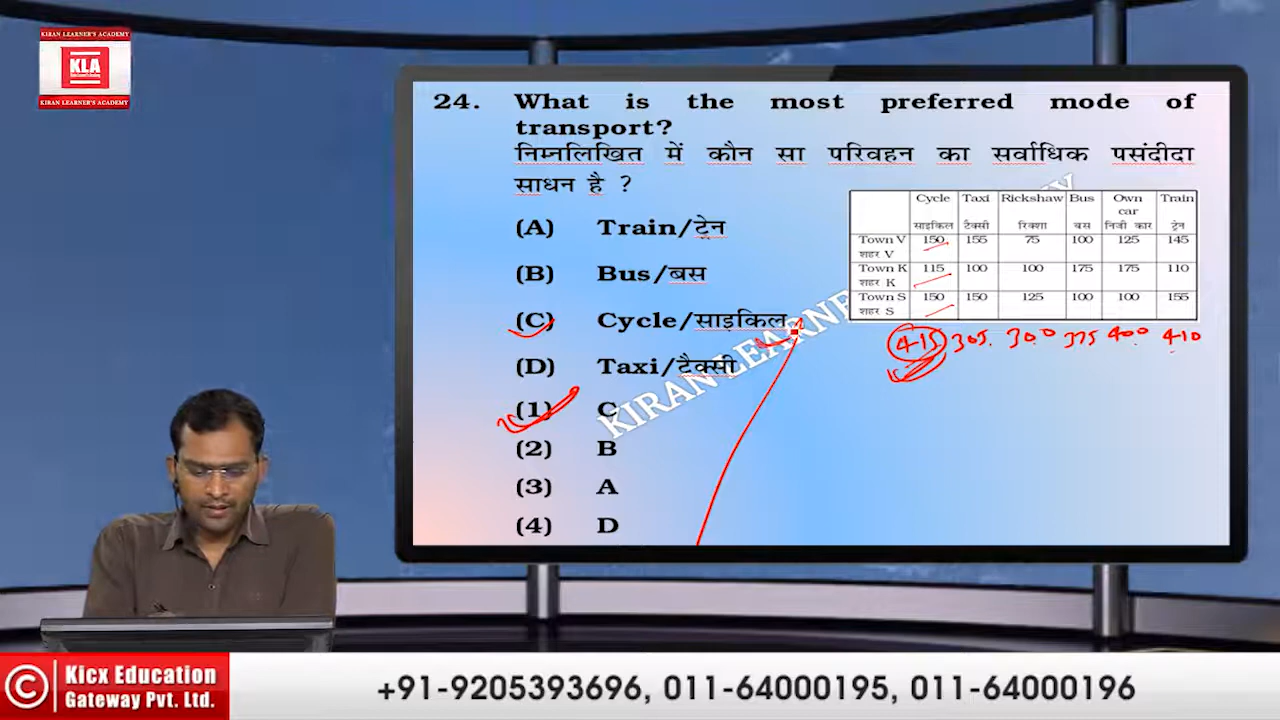 KIRAN LEARNER'S ACADEMY
KLA
KIRAN LEARNER'S ACADEMY
24. What is the most preferred mode of
transport?
निम्नलिखित में कौन सा परिवहन का सर्वाधिक पसंदीदा
साधन है ?
(A) Train/ट्रेन
(B) Bus/बस
(C) Cycle/साइकिल
(D) Taxi/टैक्सी
(1) C
(2) B
(3) A
(4) D
Cycle Taxi Rickshaw Bus Own Train
car
साइकिल टैक्सी रिक्शा बस निजी कार ट्रेन
Town V 150 155 75 100 125 145
शहर V
Town K 115 100 100 175 175 110
शहर K
Town S 150 150 125 100 100 155
शहर S
415 305. 300 375 400 410
KIRAN LEARNE
Y
C Kicx Education
Gateway Pvt. Ltd.
+91-9205393696, 011-64000195, 011-64000196